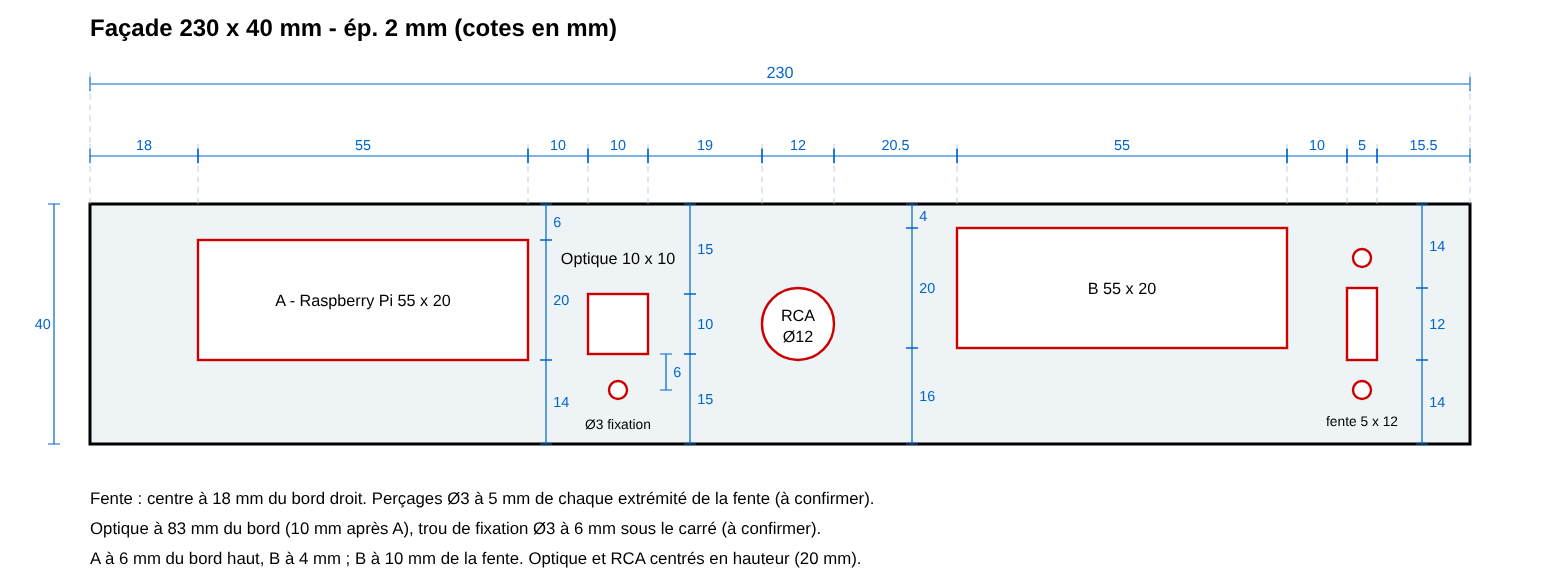 Façade 230 x 40 mm - ép. 2 mm (cotes en mm)
230
18 55 10 10 19 12 20.5 55 10 5 15.5
6
4
15
14
Optique 10 x 10
A - Raspberry Pi 55 x 20
20
20
B 55 x 20
40
10
RCA
Ø12
12
6
14
15
16
14
Ø3 fixation
fente 5 x 12
Fente : centre à 18 mm du bord droit. Perçages Ø3 à 5 mm de chaque extrémité de la fente (à confirmer).
Optique à 83 mm du bord (10 mm après A), trou de fixation Ø3 à 6 mm sous le carré (à confirmer).
A à 6 mm du bord haut, B à 4 mm ; B à 10 mm de la fente. Optique et RCA centrés en hauteur (20 mm).